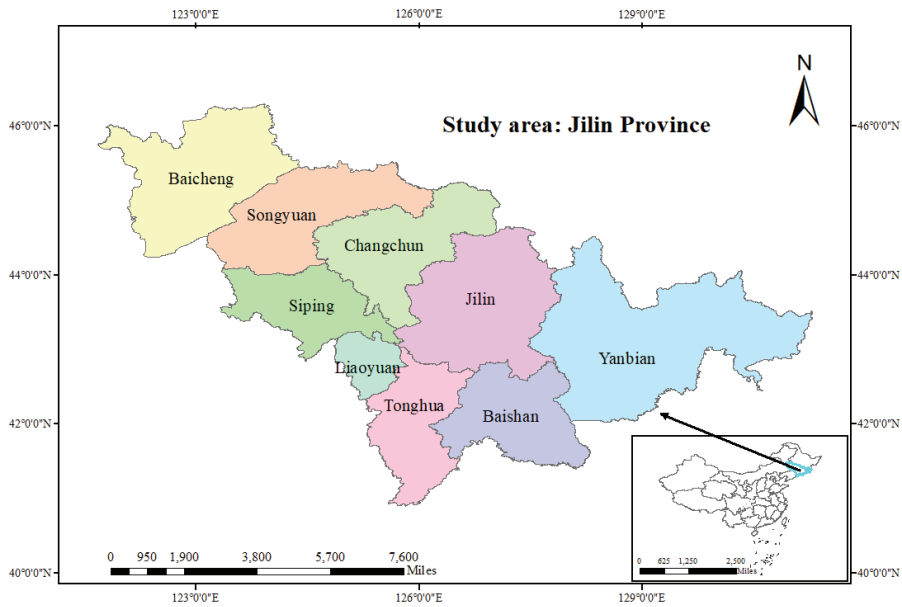 123°0'0"E 126°0'0"E 129°0'0"E
N
46°0'0"N 46°0'0"N
Study area: Jilin Province
Baicheng
Songyuan
Changchun
44°0'0"N 44°0'0"N
Jilin
Siping
Yanbian
Liaoyuan
Tonghua
Baishan
42°0'0"N 42°0'0"N
0 950 1,900 3,800 5,700 7,600
Miles
0 625 1,250 2,500
Miles
40°0'0"N 40°0'0"N
123°0'0"E 126°0'0"E 129°0'0"E